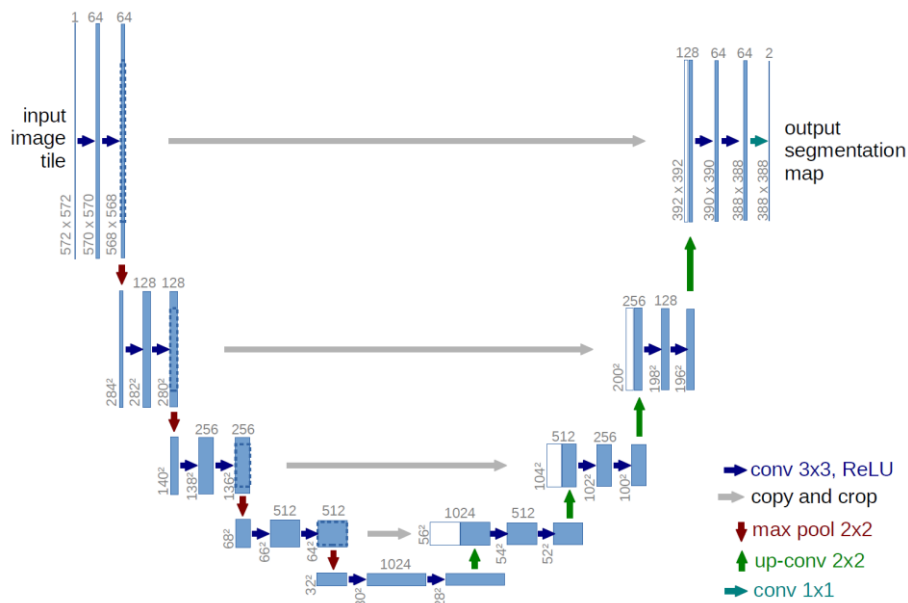 1 64 64
input
image
tile
572 x 572
570 x 570
568 x 568
128 64 64 2
output
segmentation
map
392 x 392
390 x 390
388 x 388
388 x 388
128 128
284²
282²
280²
256 128
200²
198²
196²
256 256
140²
138²
136²
512 256
104²
102²
100²
512 512
68²
66²
64²
1024 512
56²
54²
52²
1024
32²
30²
28²
conv 3x3, ReLU
copy and crop
max pool 2x2
up-conv 2x2
conv 1x1